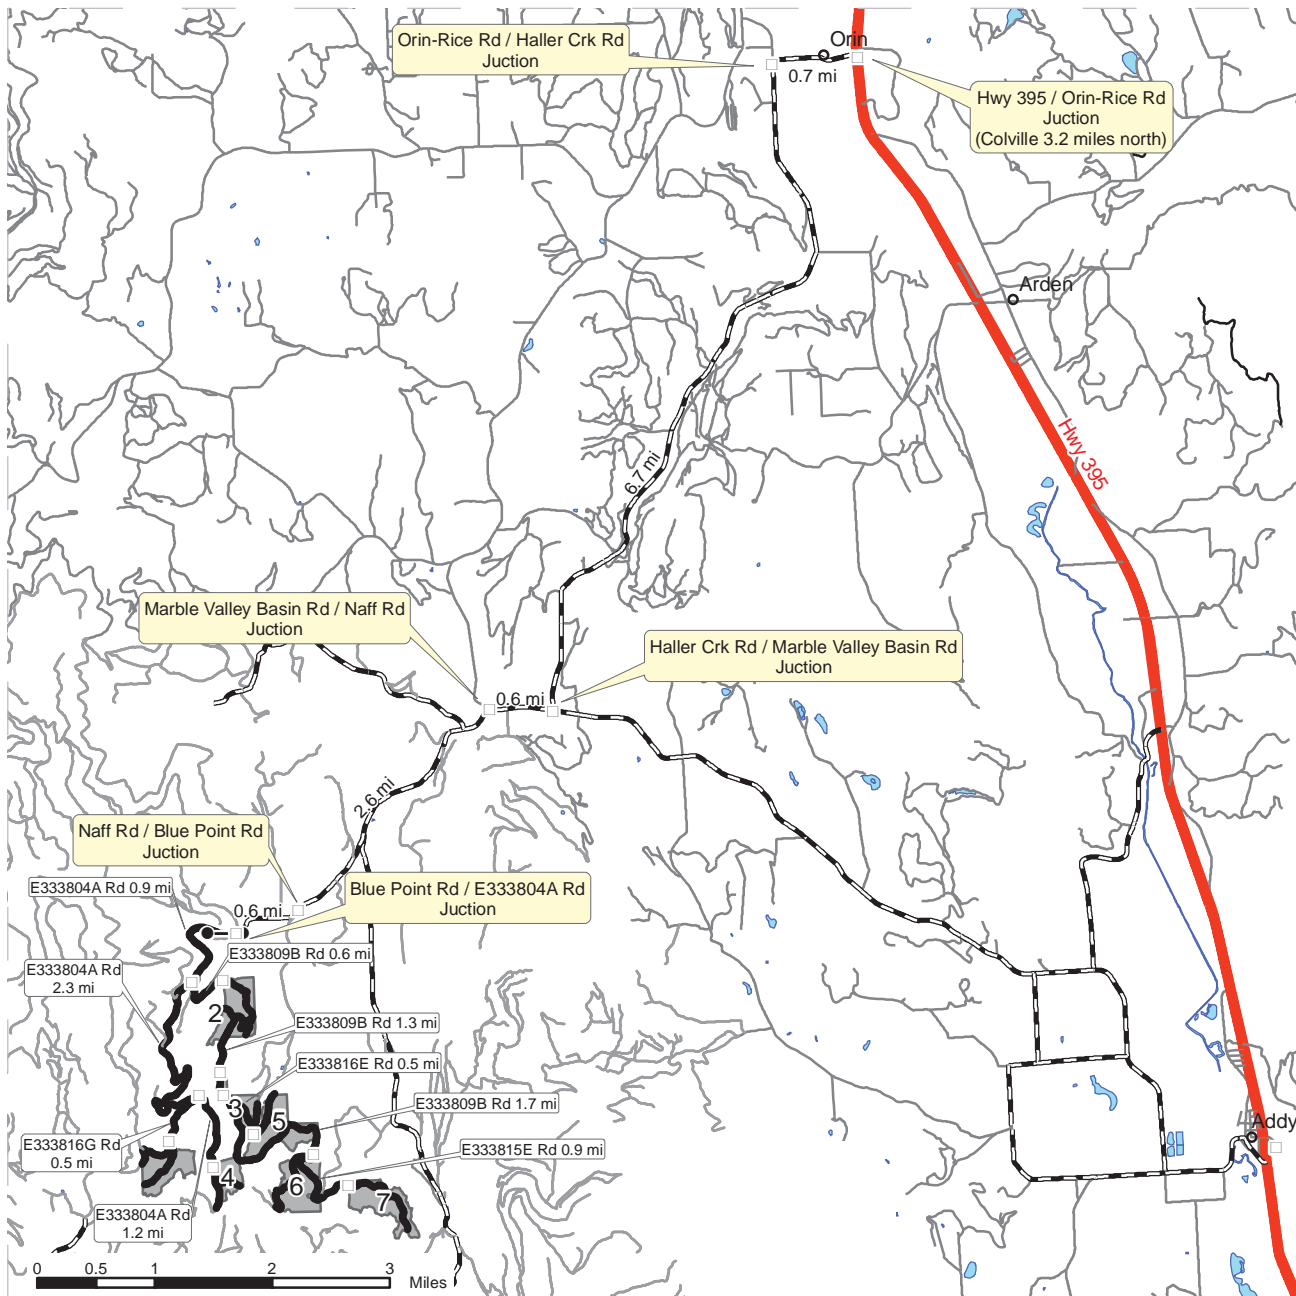 Orin-Rice Rd / Haller Crk Rd
Juction
Orin
0.7 mi
Hwy 395 / Orin-Rice Rd
Juction
(Colville 3.2 miles north)
Arden
Hwy 395
6.7 mi
Marble Valley Basin Rd / Naff Rd
Juction
Haller Crk Rd / Marble Valley Basin Rd
Juction
0.6 mi
2.6 mi
Naff Rd / Blue Point Rd
Juction
E333804A Rd 0.9 mi
Blue Point Rd / E333804A Rd
Juction
0.6 mi
E333809B Rd 0.6 mi
E333804A Rd
2.3 mi
2
E333809B Rd 1.3 mi
E333816E Rd 0.5 mi
3
5
E333809B Rd 1.7 mi
E333816G Rd
0.5 mi
E333815E Rd 0.9 mi
4
6
7
E333804A Rd
1.2 mi
Addy
0 0.5 1 2 3
Miles